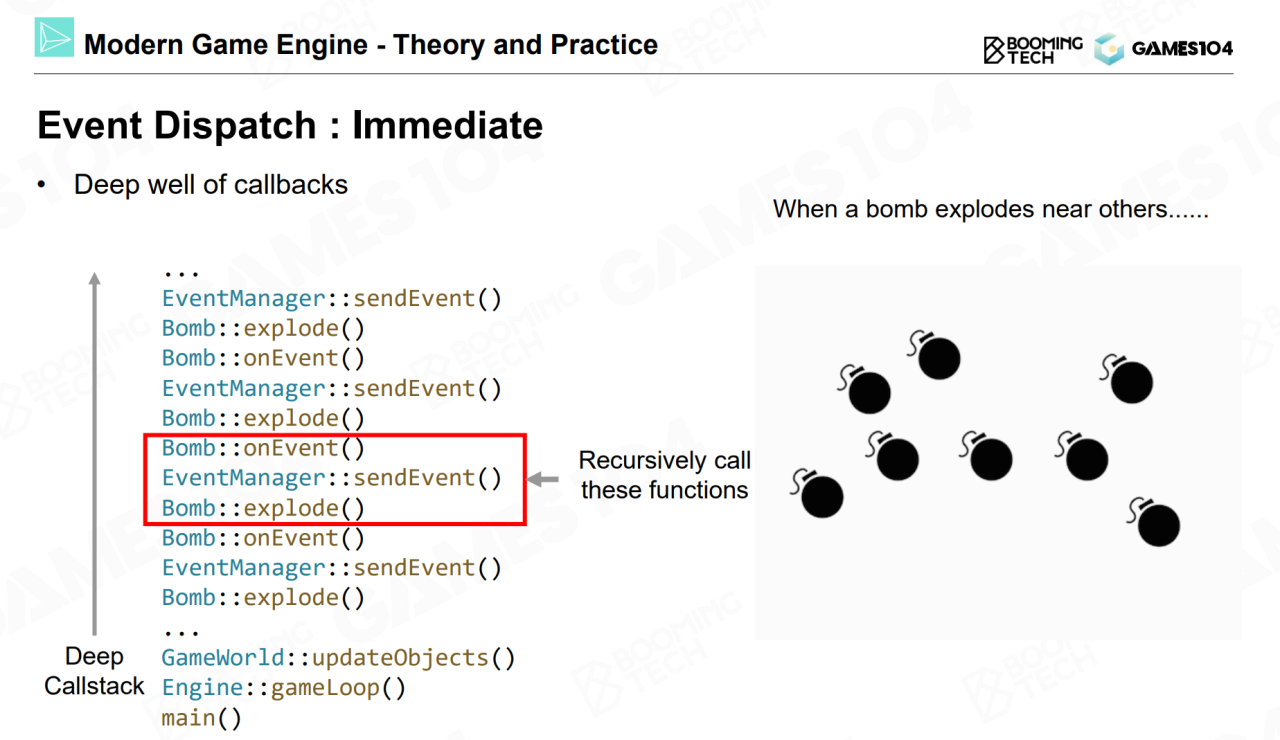 Modern Game Engine - Theory and Practice
BOOMING
TECH
GAMES104
Event Dispatch : Immediate
• Deep well of callbacks
When a bomb explodes near others......
...
EventManager::sendEvent()
Bomb::explode()
Bomb::onEvent()
EventManager::sendEvent()
Bomb::explode()
Bomb::onEvent()
EventManager::sendEvent()
Bomb::explode()
Bomb::onEvent()
EventManager::sendEvent()
Bomb::explode()
...
GameWorld::updateObjects()
Engine::gameLoop()
main()
Recursively call
these functions
Deep
Callstack